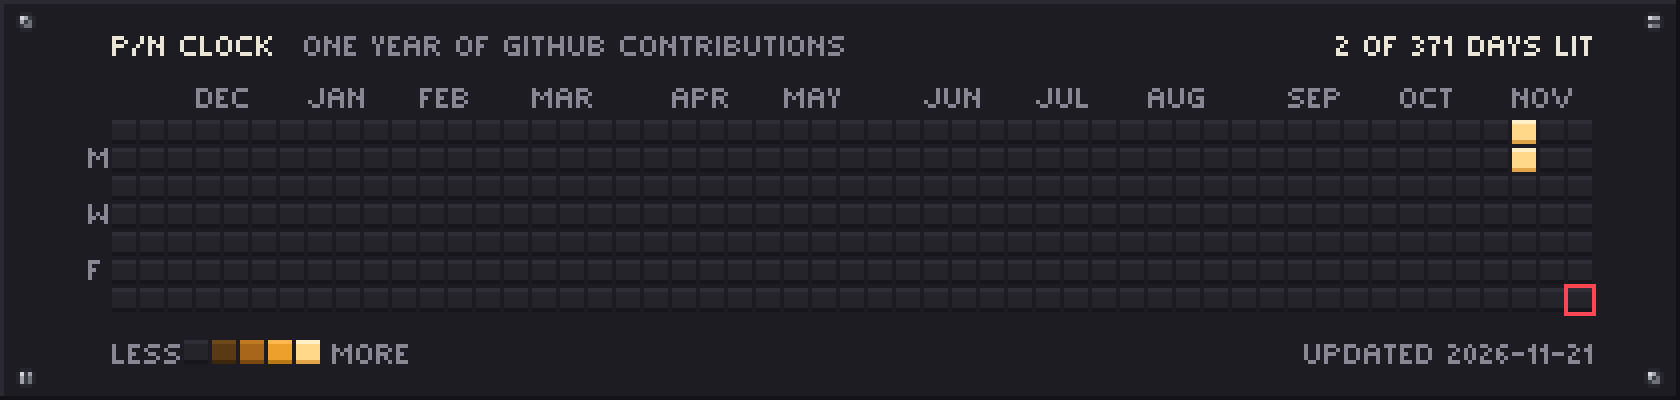 P/N CLOCK ONE YEAR OF GITHUB CONTRIBUTIONS 2 OF 371 DAYS LIT
DEC JAN FEB MAR APR MAY JUN JUL AUG SEP OCT NOV
M
W
F
LESS MORE UPDATED 2026-11-21